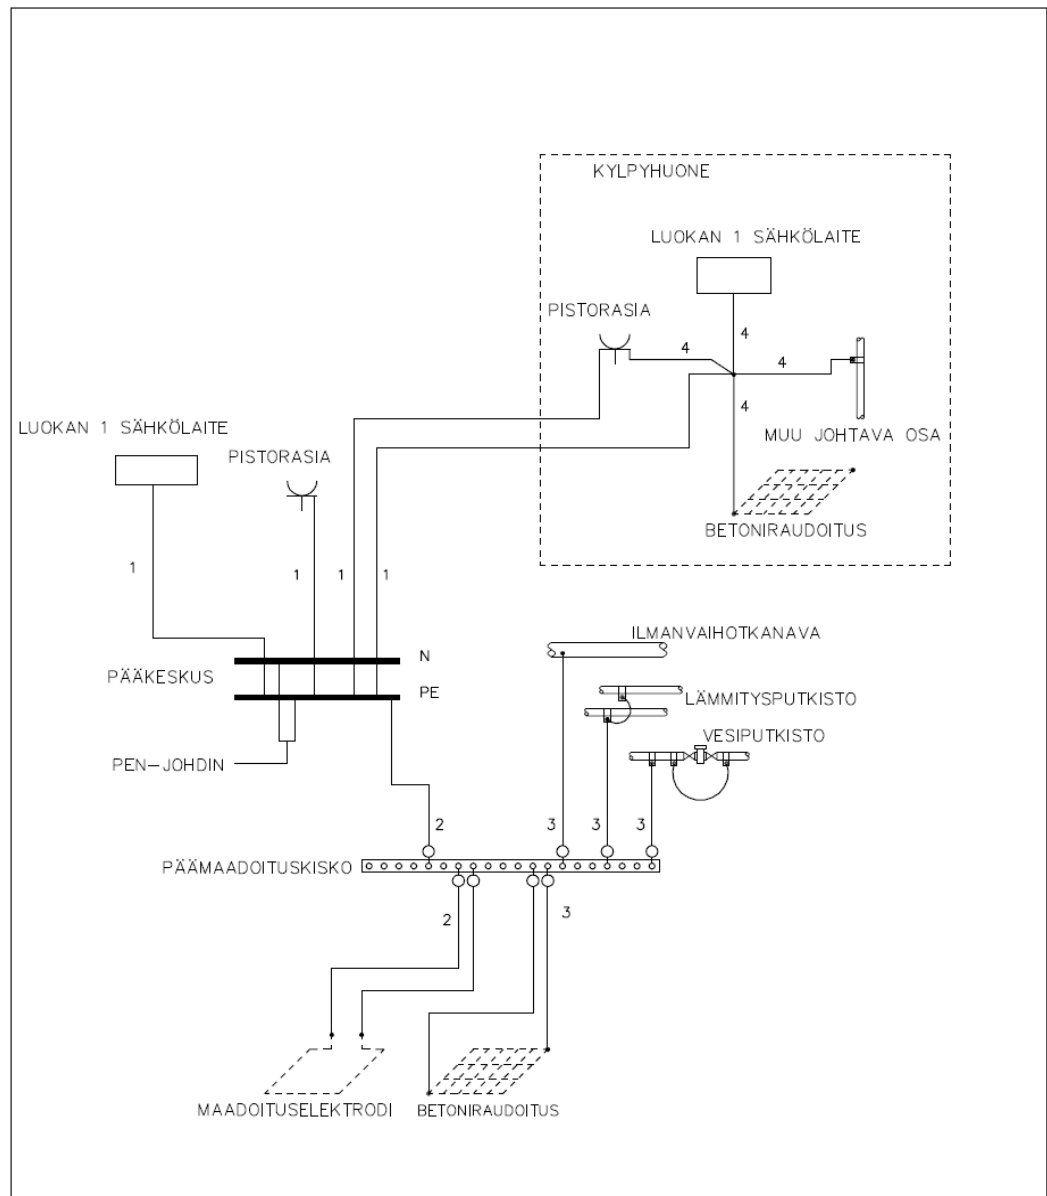 KYLPYHUONE
LUOKAN 1 SÄHKÖLAITE
PISTORASIA
4
4
4
4
MUU JOHTAVA OSA
BETONIRAUDOITUS
LUOKAN 1 SÄHKÖLAITE
PISTORASIA
1
1
1
1
N
PÄÄKESKUS
PE
PEN-JOHDIN
ILMANVAIHOTKANAVA
LÄMMITYSPUTKISTO
VESIPUTKISTO
2
3
3
3
PÄÄMAADOITUSKISKO
2
3
MAADOITUSELEKTRODI
BETONIRAUDOITUS